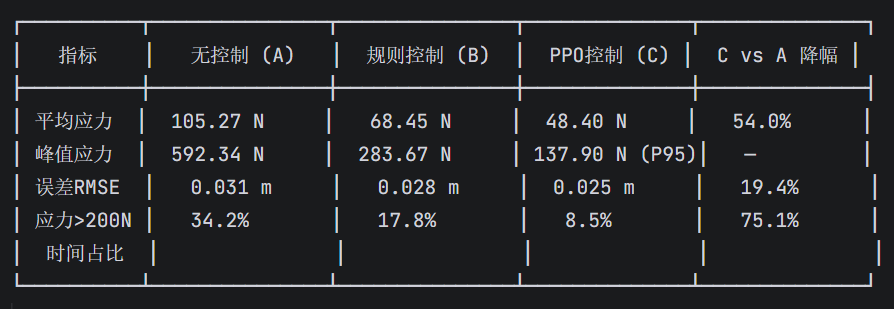 指标 无控制 (A) 规则控制 (B) PPO控制 (C) C vs A 降幅
平均应力 105.27 N 68.45 N 48.40 N 54.0%
峰值应力 592.34 N 283.67 N 137.90 N (P95) —
误差RMSE 0.031 m 0.028 m 0.025 m 19.4%
应力>200N 34.2% 17.8% 8.5% 75.1%
时间占比